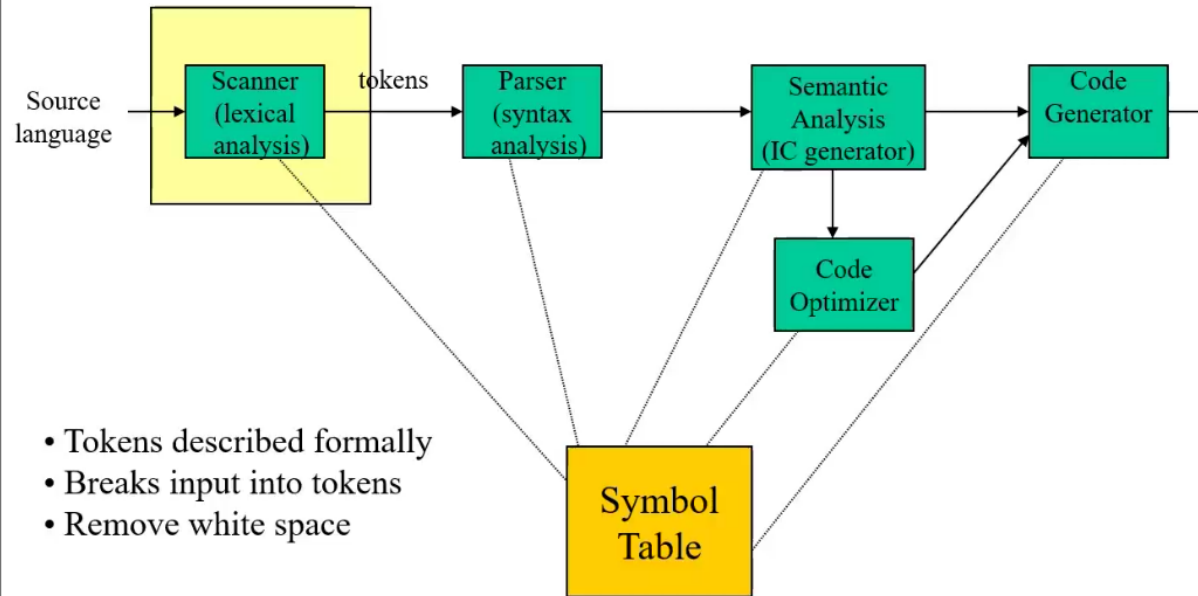 Source
language
Scanner
(lexical
analysis)
tokens
Parser
(syntax
analysis)
Semantic
Analysis
(IC generator)
Code
Generator
Code
Optimizer
• Tokens described formally
• Breaks input into tokens
• Remove white space
Symbol
Table